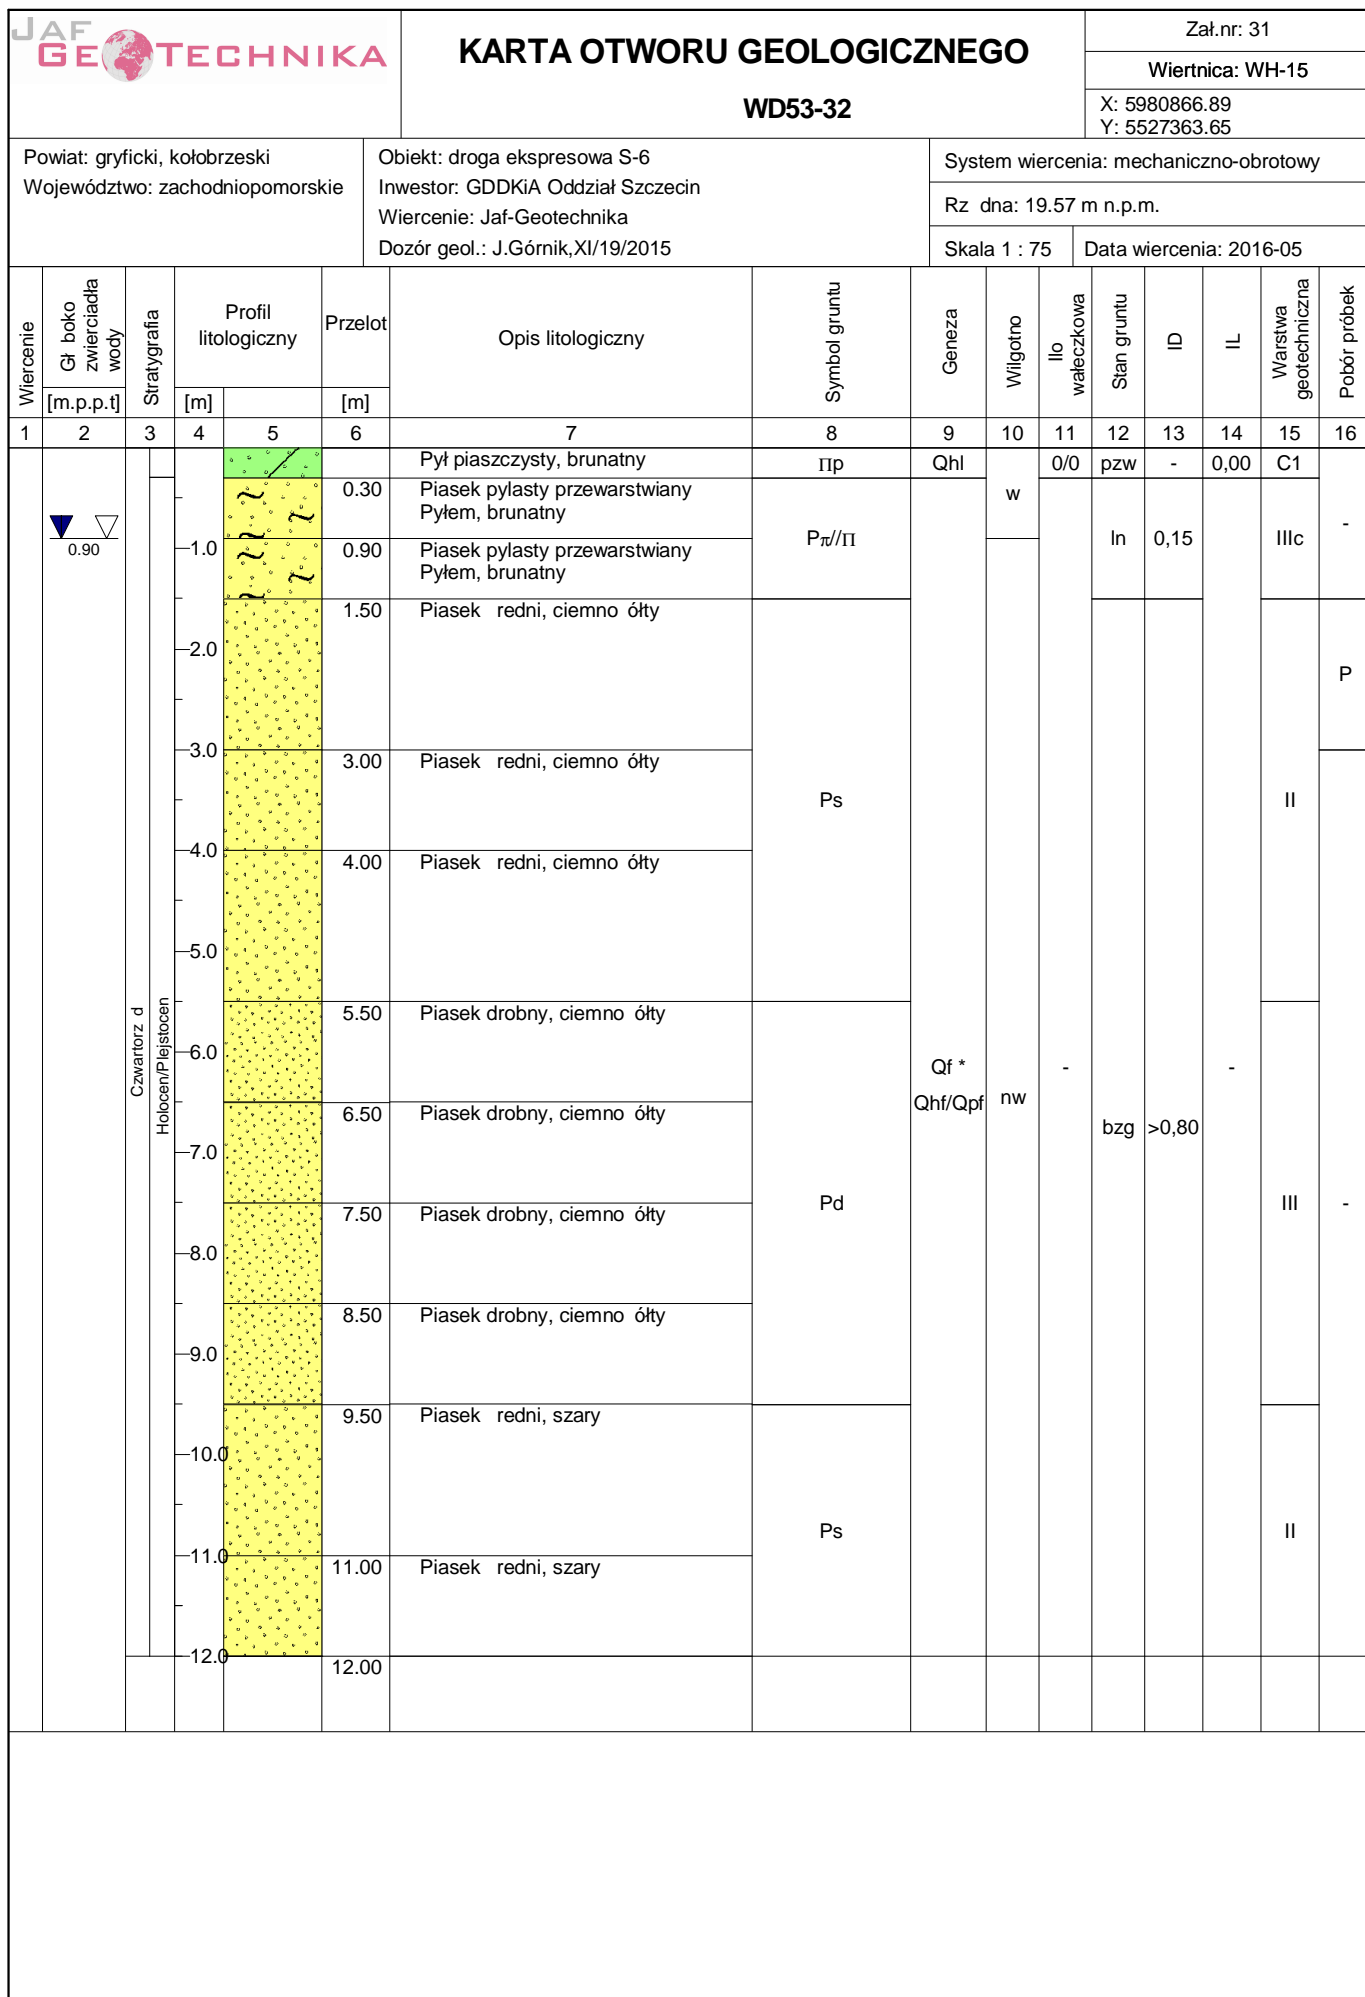 JAF
GEOTECHNIKA
KARTA OTWORU GEOLOGICZNEGO
WD53-32
Zał.nr: 31
Wiertnica: WH-15
X: 5980866.89
Y: 5527363.65
Powiat: gryficki, kołobrzeski
Województwo: zachodniopomorskie
Obiekt: droga ekspresowa S-6
Inwestor: GDDKiA Oddział Szczecin
Wiercenie: Jaf-Geotechnika
Dozór geol.: J.Górnik,XI/19/2015
System wiercenia: mechaniczno-obrotowy
Rz dna: 19.57 m n.p.m.
Skala 1 : 75
Data wiercenia: 2016-05
Wiercenie
Gł boko
zwierciadła
wody
[m.p.p.t]
Stratygrafia
Profil
litologiczny
[m]
Przelot
[m]
Opis litologiczny
Symbol gruntu
Geneza
Wilgotno
Ilo
wałeczkowa
Stan gruntu
ID
IL
Warstwa
geotechniczna
Pobór próbek
1 2 3 4 5 6 7 8 9 10 11 12 13 14 15 16
Pył piaszczysty, brunatny
Πp Qhl 0/0 pzw - 0,00 C1
0.30 Piasek pylasty przewarstwiany
Pyłem, brunatny
w
-
0.90
1.0
0.90 Piasek pylasty przewarstwiany
Pyłem, brunatny
Pπ//Π ln 0,15 IIIc
1.50 Piasek redni, ciemno ółty
2.0
P
3.0
3.00 Piasek redni, ciemno ółty
Ps II
4.0
4.00 Piasek redni, ciemno ółty
5.0
5.50 Piasek drobny, ciemno ółty
Czwartorz d
Holocen/Plejstocen
6.0
Qf *
Qhf/Qpf
nw
-
-
6.50 Piasek drobny, ciemno ółty
bzg >0,80
7.0
7.50 Piasek drobny, ciemno ółty
Pd III -
8.0
8.50 Piasek drobny, ciemno ółty
9.0
9.50 Piasek redni, szary
10.0
Ps II
11.0
11.00 Piasek redni, szary
12.0
12.00